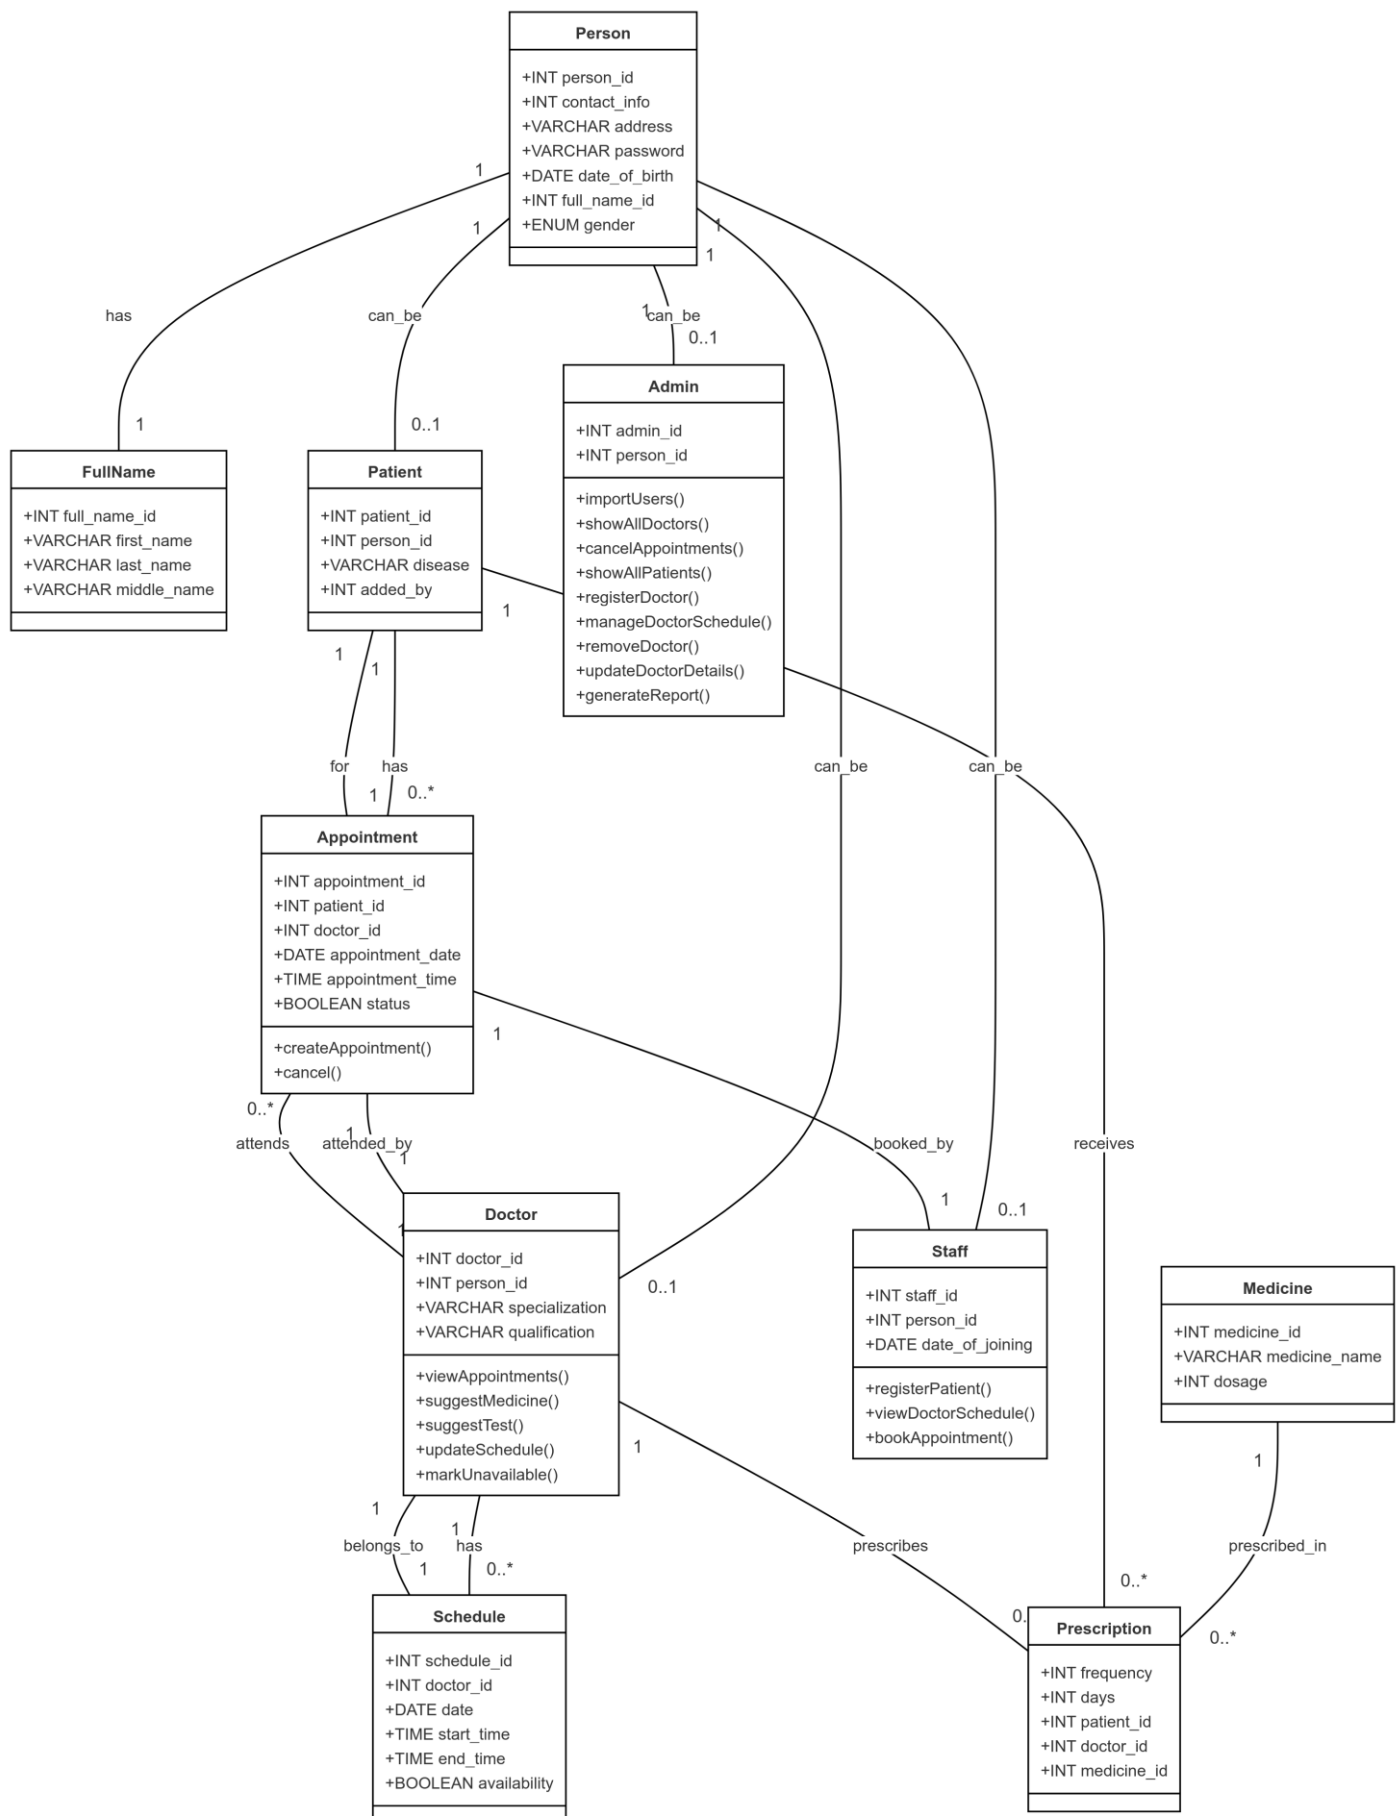 Person
+INT person_id
+INT contact_info
+VARCHAR address
+VARCHAR password
+DATE date_of_birth
+INT full_name_id
+ENUM gender
1
1
1
1
has
can_be
1
can_be
0..1
1
0..1
FullName
+INT full_name_id
+VARCHAR first_name
+VARCHAR last_name
+VARCHAR middle_name
Patient
+INT patient_id
+INT person_id
+VARCHAR disease
+INT added_by
Admin
+INT admin_id
+INT person_id
+importUsers()
+showAllDoctors()
+cancelAppointments()
+showAllPatients()
+registerDoctor()
+manageDoctorSchedule()
+removeDoctor()
+updateDoctorDetails()
+generateReport()
1
1
1
for
has
can_be
can_be
1
0..*
Appointment
+INT appointment_id
+INT patient_id
+INT doctor_id
+DATE appointment_date
+TIME appointment_time
+BOOLEAN status
+createAppointment()
+cancel()
1
0..*
attends
1
attended_by
1
booked_by
receives
1
1
0..1
0..1
Doctor
+INT doctor_id
+INT person_id
+VARCHAR specialization
+VARCHAR qualification
+viewAppointments()
+suggestMedicine()
+suggestTest()
+updateSchedule()
+markUnavailable()
Staff
+INT staff_id
+INT person_id
+DATE date_of_joining
+registerPatient()
+viewDoctorSchedule()
+bookAppointment()
Medicine
+INT medicine_id
+VARCHAR medicine_name
+INT dosage
1
1
1
1
belongs_to
has
prescribes
prescribed_in
1
0..*
0..*
0.
0..*
Schedule
+INT schedule_id
+INT doctor_id
+DATE date
+TIME start_time
+TIME end_time
+BOOLEAN availability
Prescription
+INT frequency
+INT days
+INT patient_id
+INT doctor_id
+INT medicine_id